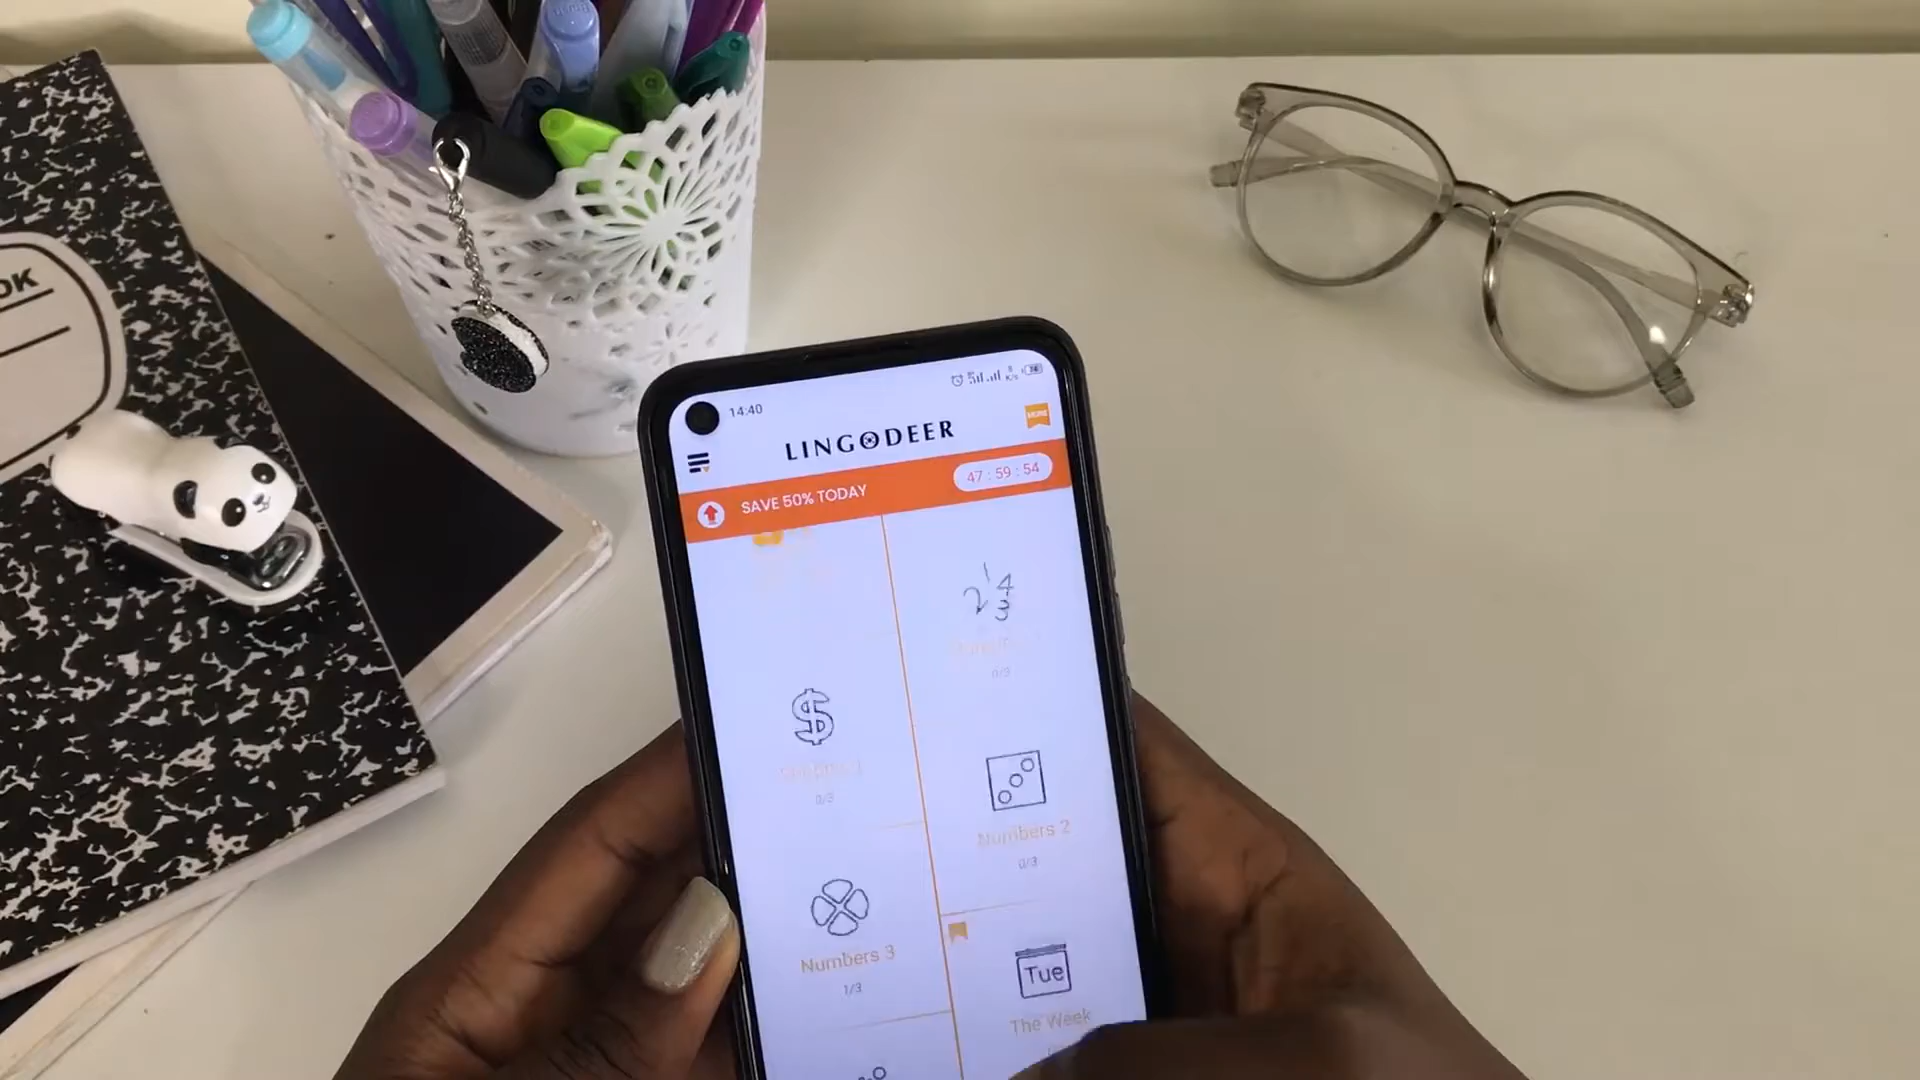 OK
14:40
LINGODEER
MORE
SAVE 50% TODAY
47 : 59 : 54
1
2 4
3
0/3
$
0/3
Numbers 2
0/3
Numbers 3
1/3
Tue
The Week